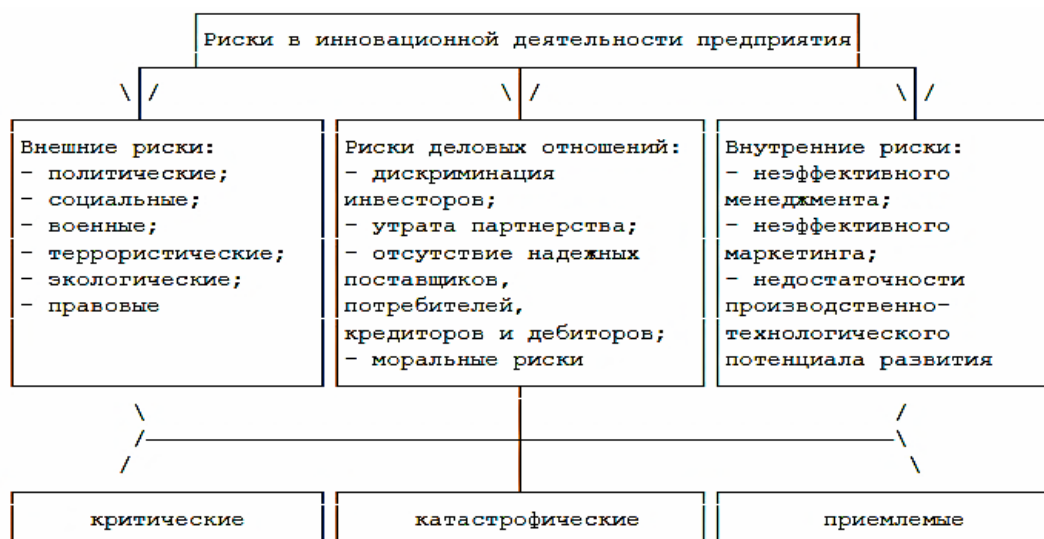 Риски в инновационной деятельности предприятия
Внешние риски:
- политические;
- социальные;
- военные;
- террористические;
- экологические;
- правовые
Риски деловых отношений:
- дискриминация
инвесторов;
- утрата партнерства;
- отсутствие надежных
поставщиков,
потребителей,
кредиторов и дебиторов;
- моральные риски
Внутренние риски:
- неэффективного
менеджмента;
- неэффективного
маркетинга;
- недостаточности
производственно-
технологического
потенциала развития
критические
катастрофические
приемлемые